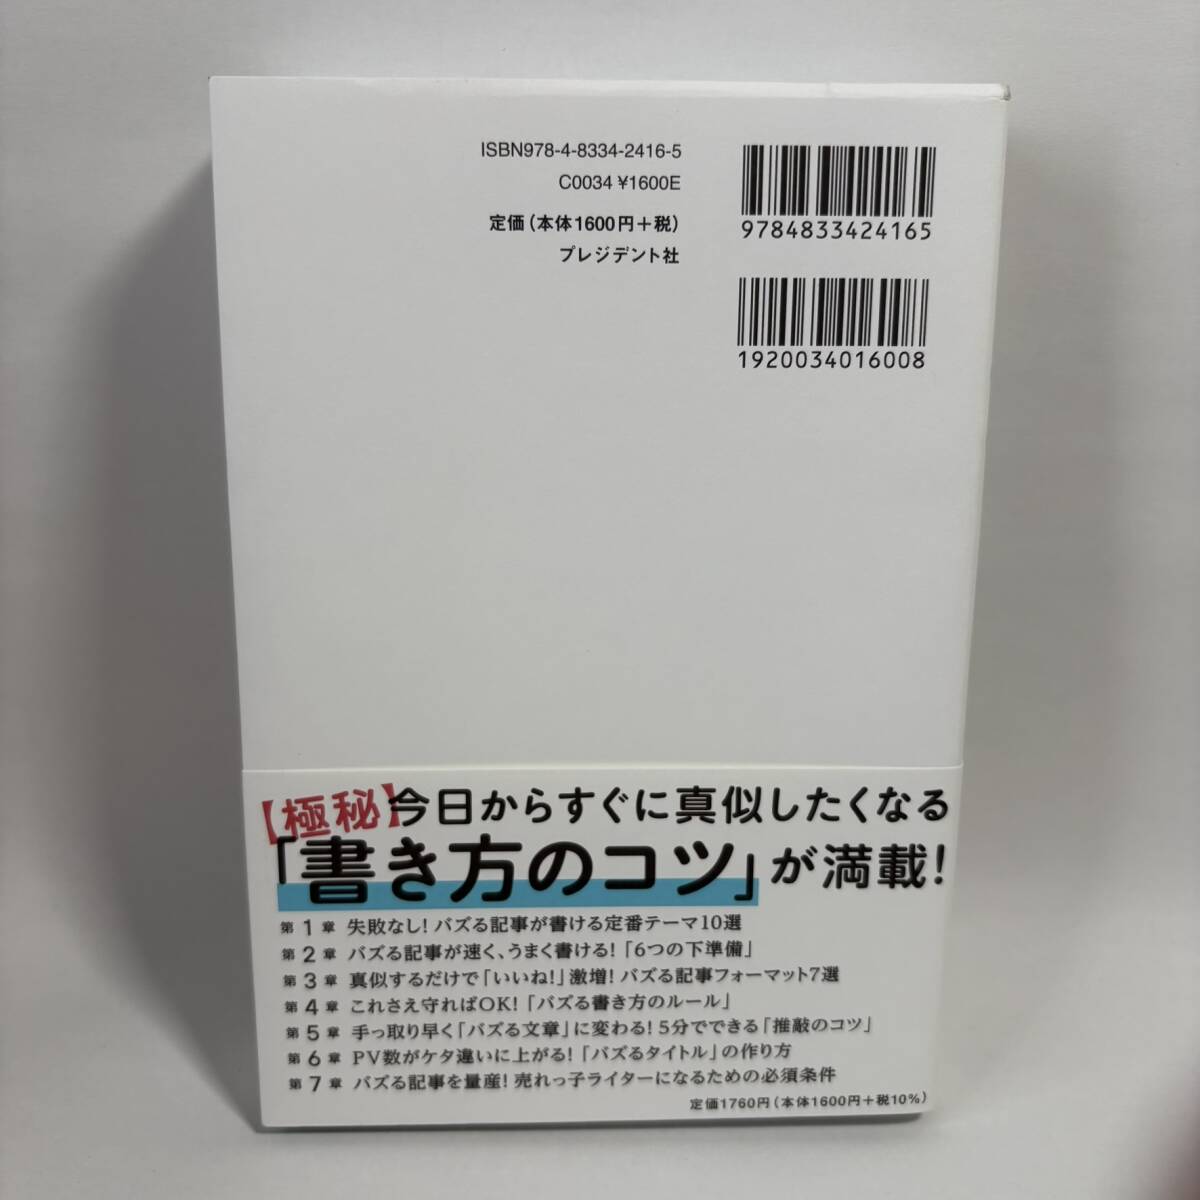 ISBN978-4-8334-2416-5
C0034 ¥1600E
定価(本体1600円+税)
プレジデント社
9784833424165
1920034016008
【極秘】今日からすぐに真似したくなる
「書き方のコツ」が満載!
第1章 失敗なし! バズる記事が書ける定番テーマ10選
第2章 バズる記事が速く、うまく書ける!「6つの下準備」
第3章 真似するだけで「いいね!」激増! バズる記事フォーマット7選
第4章 これさえ守ればOK!「バズる書き方のルール」
第5章 手っ取り早く「バズる文章」に変わる! 5分でできる「推敲のコツ」
第6章 PV数がケタ違いに上がる!「バズるタイトル」の作り方
第7章 バズる記事を量産! 売れっ子ライターになるための必須条件
定価1760円(本体1600円+税10%)